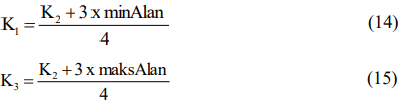 K₁ = (K₂ + 3 x minAlan) / 4 (14)
K₃ = (K₂ + 3 x maksAlan) / 4 (15)